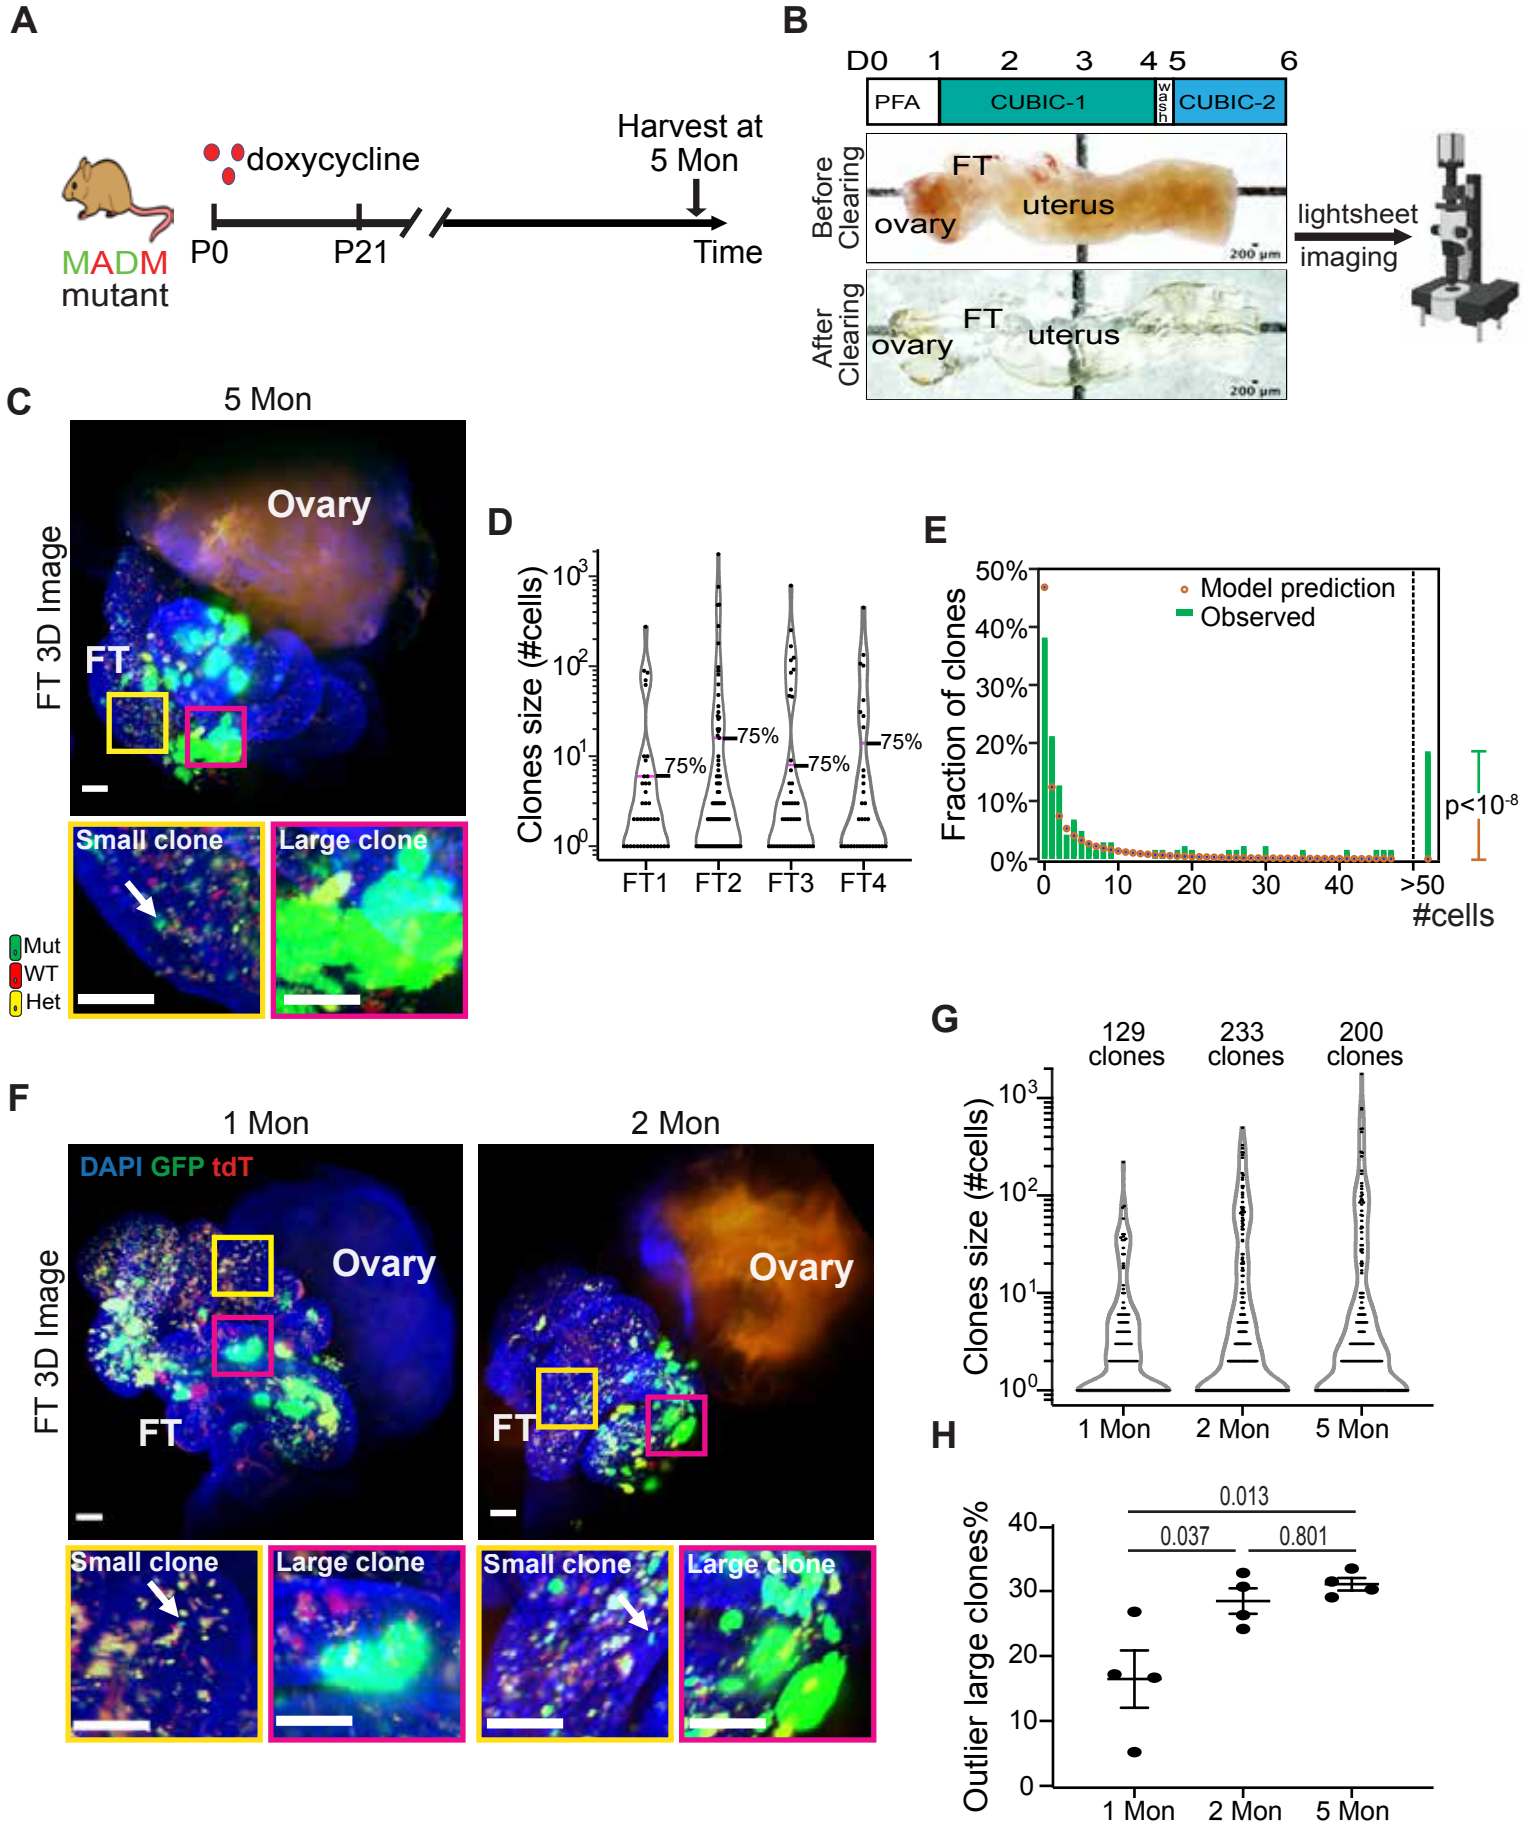 A
doxycycline
Harvest at
5 Mon
P0
P21
Time
MADM
mutant
B
D0 1 2 3 4 5 6
PFA
CUBIC-1
wash
CUBIC-2
Before
Clearing
FT
ovary
uterus
200 µm
lightsheet
imaging
After
Clearing
FT
ovary
uterus
200 µm
C
5 Mon
FT 3D Image
Ovary
FT
Small clone
Large clone
Mut
WT
Het
D
Clones size (#cells)
10³
10²
10¹
10⁰
75%
75%
75%
75%
FT1 FT2 FT3 FT4
E
Fraction of clones
50%
40%
30%
20%
10%
0%
Model prediction
Observed
p<10⁻⁸
0 10 20 30 40 >50
#cells
F
1 Mon
2 Mon
FT 3D Image
DAPI GFP tdT
Ovary
FT
Ovary
FT
Small clone
Large clone
Small clone
Large clone
G
129
clones
233
clones
200
clones
Clones size (#cells)
10³
10²
10¹
10⁰
1 Mon 2 Mon 5 Mon
H
Outlier large clones%
0.013
0.037
0.801
40
30
20
10
0
1 Mon 2 Mon 5 Mon